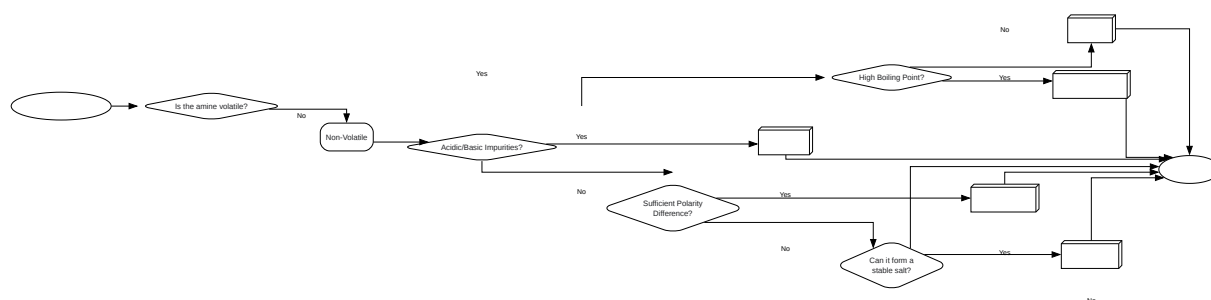 No
Yes
High Boiling Point?
Yes
Is the amine volatile?
No
Non-Volatile
Yes
Acidic/Basic Impurities?
No
Yes
Sufficient Polarity
Difference?
No
Yes
Can it form a
stable salt?
No